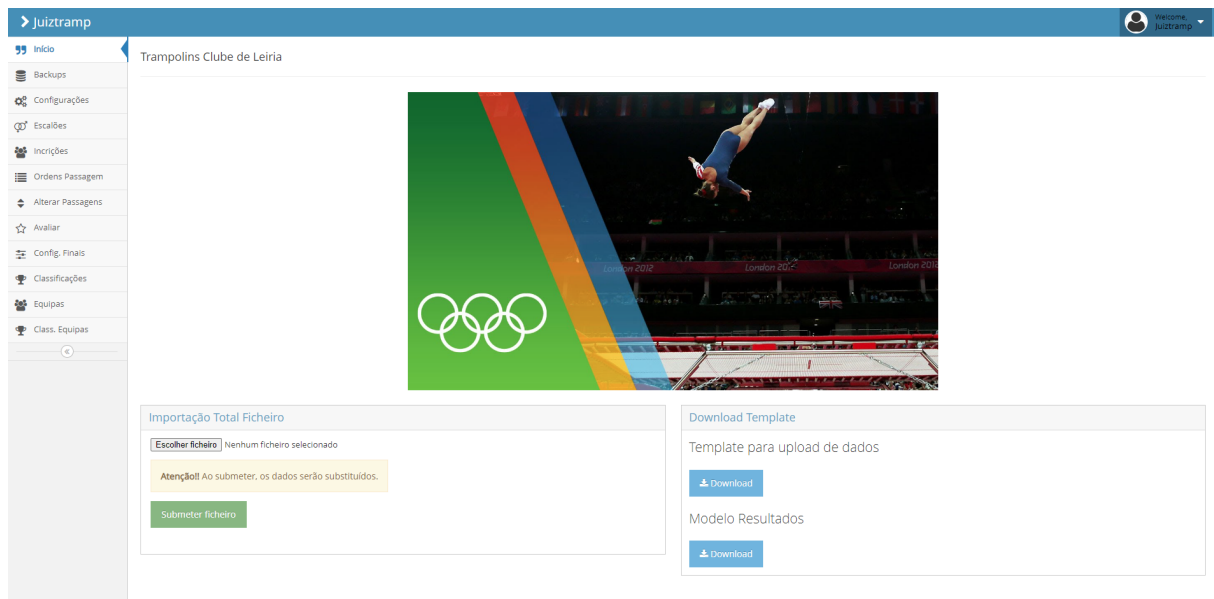 Juiztramp
Welcome,
Juiztramp
Início
Backups
Configurações
Escalões
Incrições
Ordens Passagem
Alterar Passagens
Avaliar
Config. Finais
Classificações
Equipas
Class. Equipas
Trampolins Clube de Leiria
London 2012
London 2012
London 2012
Importação Total Ficheiro
Escolher ficheiro Nenhum ficheiro selecionado
Atenção!! Ao submeter, os dados serão substituídos.
Submeter ficheiro
Download Template
Template para upload de dados
Download
Modelo Resultados
Download